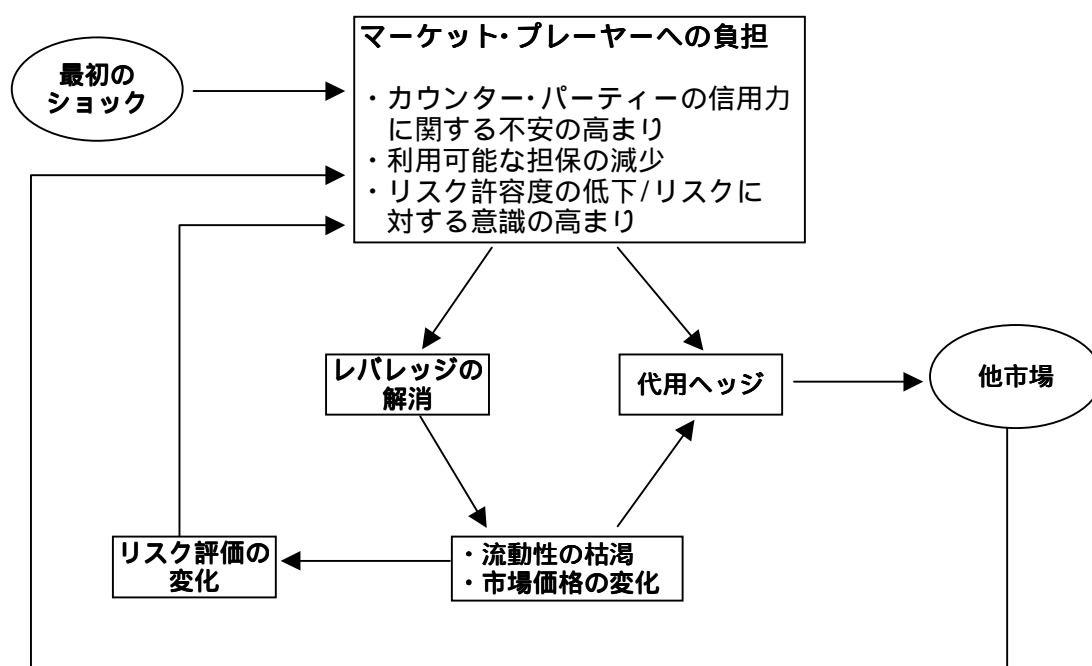 最初の
ショック
マーケット・プレーヤーへの負担
・カウンター・パーティーの信用力
に関する不安の高まり
・利用可能な担保の減少
・リスク許容度の低下/リスクに
対する意識の高まり
レバレッジの
解消
代用ヘッジ
他市場
リスク評価の
変化
・流動性の枯渇
・市場価格の変化